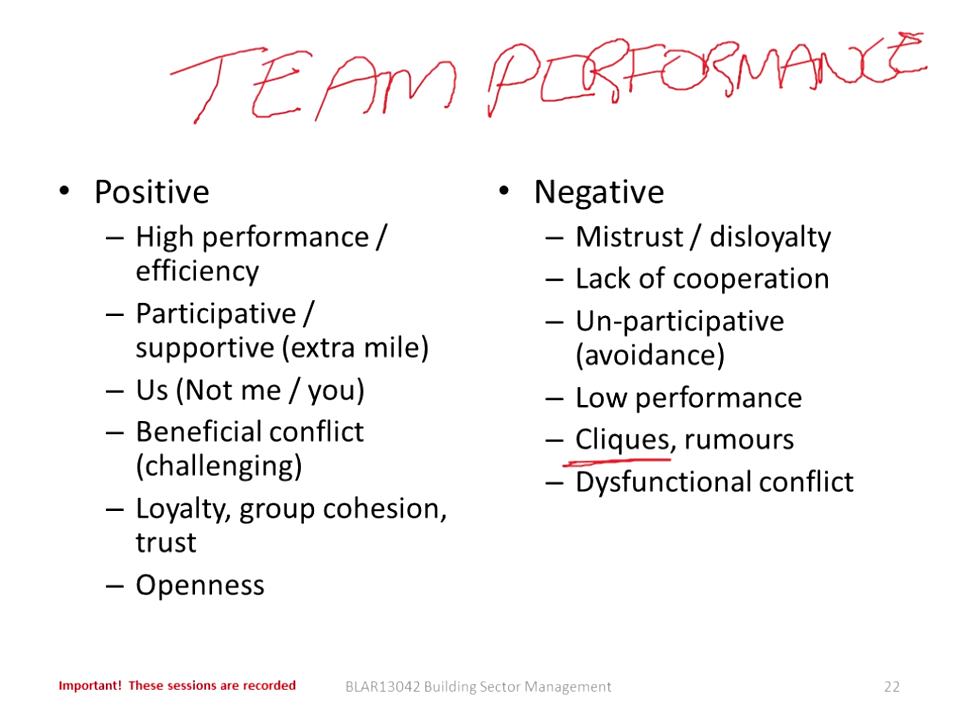 TEAM PERFORMANCE
• Positive
– High performance /
efficiency
– Participative /
supportive (extra mile)
– Us (Not me / you)
– Beneficial conflict
(challenging)
– Loyalty, group cohesion,
trust
– Openness
• Negative
– Mistrust / disloyalty
– Lack of cooperation
– Un-participative
(avoidance)
– Low performance
– Cliques, rumours
– Dysfunctional conflict
Important! These sessions are recorded
BLAR13042 Building Sector Management
22